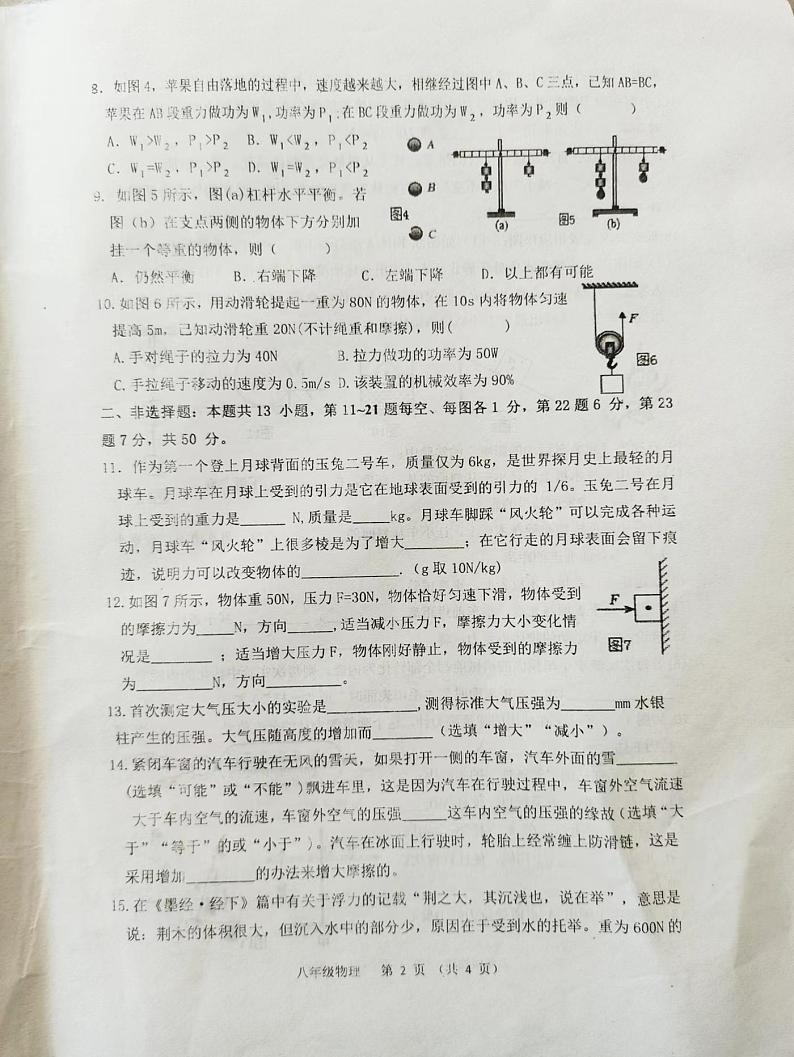 8. 如图4，苹果自由落地的过程中，速度越来越大，相继经过图中A、B、C三点，已知AB=BC，
苹果在AB段重力做功为W₁,功率为P₁;在BC段重力做功为W₂，功率为P₂则（ ）
A. W₁>W₂，P₁>P₂ B. W₁<W₂，P₁<P₂
C. W₁=W₂，P₁>P₂ D. W₁=W₂，P₁<P₂
A
B
C
图4
(a)
图5
(b)
9. 如图5所示，图(a)杠杆水平平衡。若
图（b）在支点两侧的物体下方分别加
挂一个等重的物体，则（ ）
A. 仍然平衡 B. 右端下降 C. 左端下降 D. 以上都有可能
10.如图6所示，用动滑轮提起一重为80N的物体，在10s内将物体匀速
提高5m，已知动滑轮重20N(不计绳重和摩擦)，则（ ）
A.手对绳子的拉力为40N B.拉力做功的功率为50W
C.手拉绳子移动的速度为0.5m/s D.该装置的机械效率为90%
F
图6
二、非选择题：本题共13 小题，第11~21题每空、每图各1 分，第22题6 分，第23
题7分，共50 分。
11. 作为第一个登上月球背面的玉兔二号车，质量仅为6kg，是世界探月史上最轻的月
球车。月球车在月球上受到的引力是它在地球表面受到的引力的 1/6。玉兔二号在月
球上受到的重力是______ N,质量是_____kg。月球车脚踩“风火轮”可以完成各种运
动，月球车“风火轮”上很多棱是为了增大________；在它行走的月球表面会留下痕
迹，说明力可以改变物体的_____________.（g取10N/kg）
12.如图7所示，物体重50N，压力F=30N，物体恰好匀速下滑，物体受到
的摩擦力为_____N，方向______,适当减小压力F，摩擦力大小变化情
况是________；适当增大压力F，物体刚好静止，物体受到的摩擦力
为__________N，方向__________。
F
图7
13.首次测定大气压大小的实验是____________,测得标准大气压强为_______mm水银
柱产生的压强。大气压随高度的增加而________（选填“增大”“减小”）。
14.紧闭车窗的汽车行驶在无风的雪天，如果打开一侧的车窗，汽车外面的雪________
(选填“可能”或“不能”)飘进车里，这是因为汽车在行驶过程中，车窗外空气流速
大于车内空气的流速，车窗外空气的压强______这车内空气的压强的缘故（选填“大
于”“等于”的或“小于”）。汽车在冰面上行驶时，轮胎上经常缠上防滑链，这是
采用增加_________的办法来增大摩擦的。
15.在《墨经·经下》篇中有关于浮力的记载“荆之大，其沉浅也，说在举”，意思是
说：荆木的体积很大，但沉入水中的部分少，原因在于受到水的托举。重为600N的
八年级物理 第 2 页 （共 4 页）